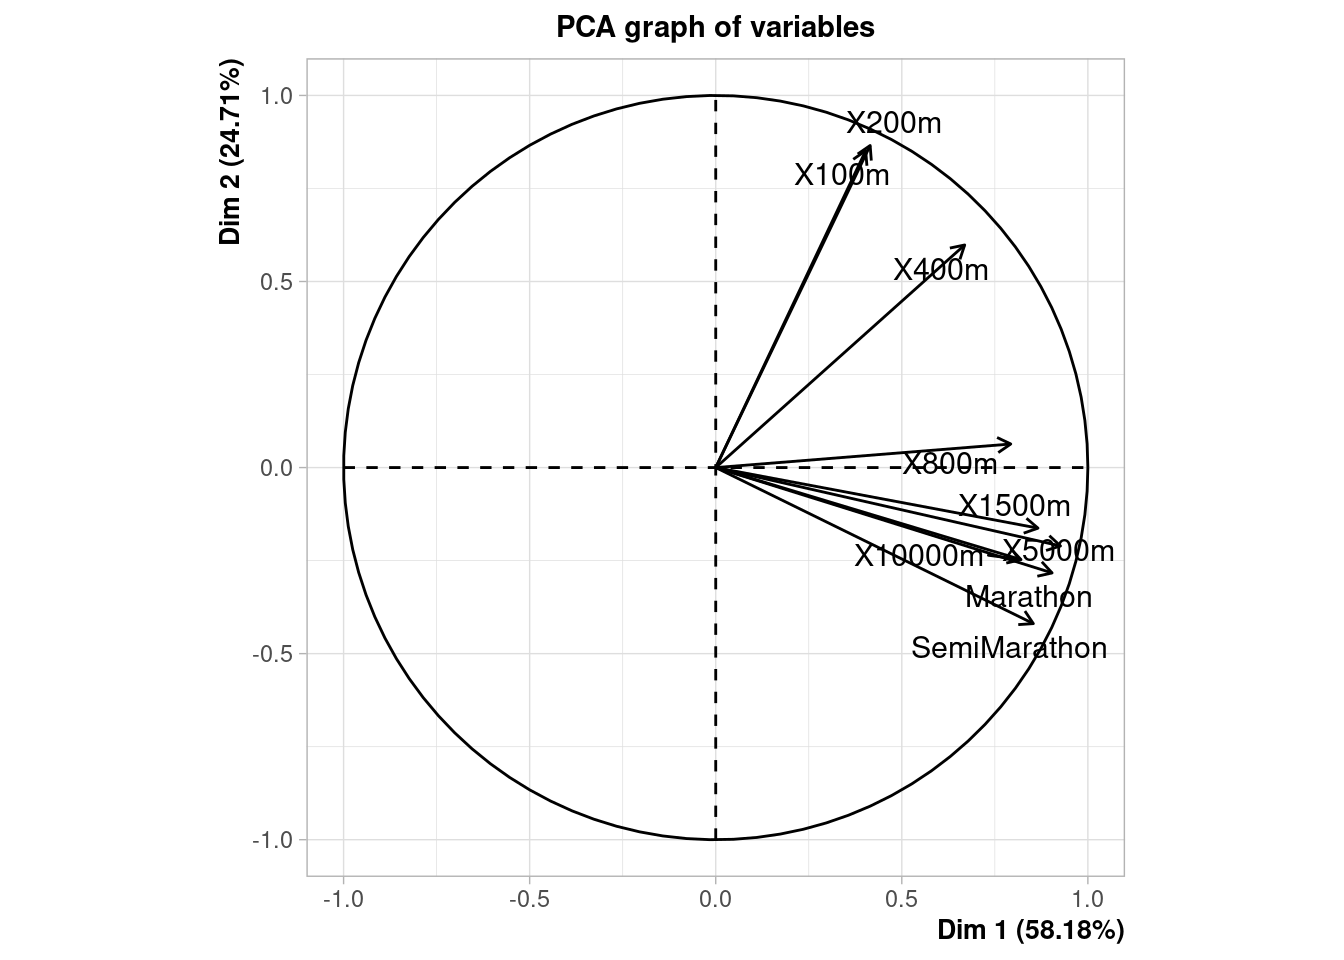 PCA graph of variables
Dim 2 (24.71%)
1.0
0.5
0.0
-0.5
-1.0
X200m
X100m
X400m
X800m
X1500m
X5000m
X10000m
Marathon
SemiMarathon
-1.0
-0.5
0.0
0.5
1.0
Dim 1 (58.18%)